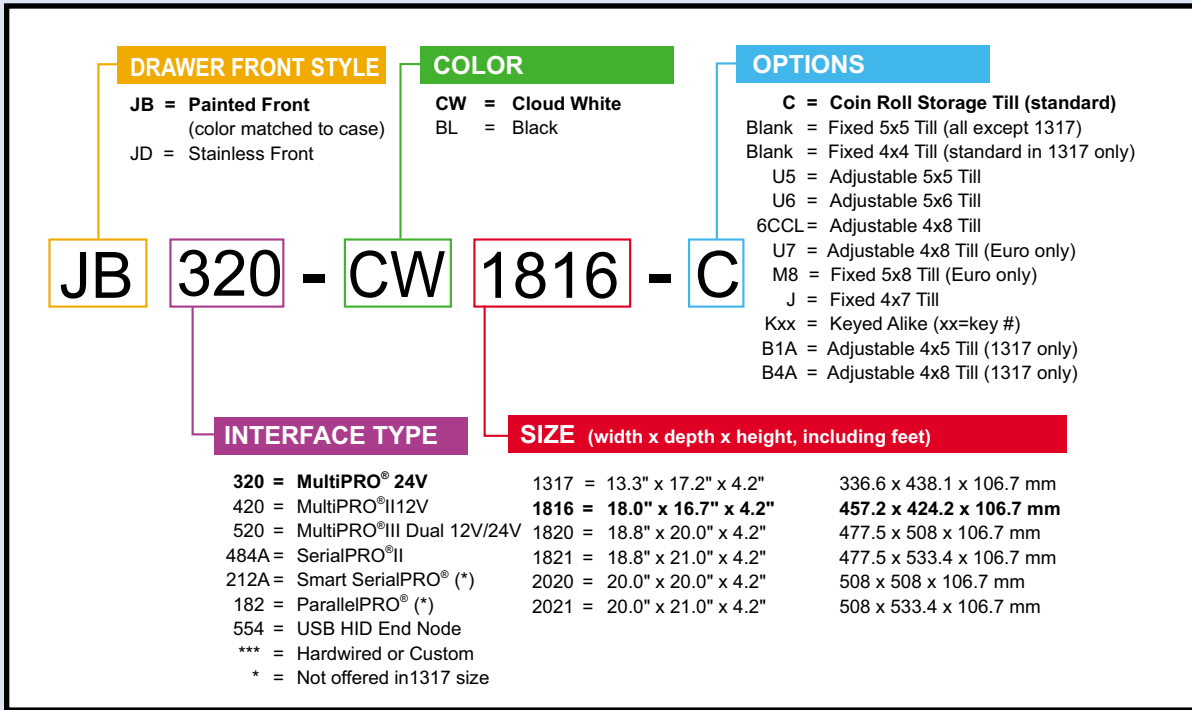 DRAWER FRONT STYLE
JB = Painted Front
(color matched to case)
JD = Stainless Front
COLOR
CW = Cloud White
BL = Black
OPTIONS
C = Coin Roll Storage Till (standard)
Blank = Fixed 5x5 Till (all except 1317)
Blank = Fixed 4x4 Till (standard in 1317 only)
U5 = Adjustable 5x5 Till
U6 = Adjustable 5x6 Till
6CCL= Adjustable 4x8 Till
U7 = Adjustable 4x8 Till (Euro only)
M8 = Fixed 5x8 Till (Euro only)
J = Fixed 4x7 Till
Kxx = Keyed Alike (xx=key #)
B1A = Adjustable 4x5 Till (1317 only)
B4A = Adjustable 4x8 Till (1317 only)
JB 320 - CW 1816 - C
INTERFACE TYPE
320 = MultiPRO® 24V
420 = MultiPRO®II12V
520 = MultiPRO®III Dual 12V/24V
484A = SerialPRO®II
212A = Smart SerialPRO® (*)
182 = ParallelPRO® (*)
554 = USB HID End Node
*** = Hardwired or Custom
* = Not offered in1317 size
SIZE (width x depth x height, including feet)
1317 = 13.3" x 17.2" x 4.2" 336.6 x 438.1 x 106.7 mm
1816 = 18.0" x 16.7" x 4.2" 457.2 x 424.2 x 106.7 mm
1820 = 18.8" x 20.0" x 4.2" 477.5 x 508 x 106.7 mm
1821 = 18.8" x 21.0" x 4.2" 477.5 x 533.4 x 106.7 mm
2020 = 20.0" x 20.0" x 4.2" 508 x 508 x 106.7 mm
2021 = 20.0" x 21.0" x 4.2" 508 x 533.4 x 106.7 mm